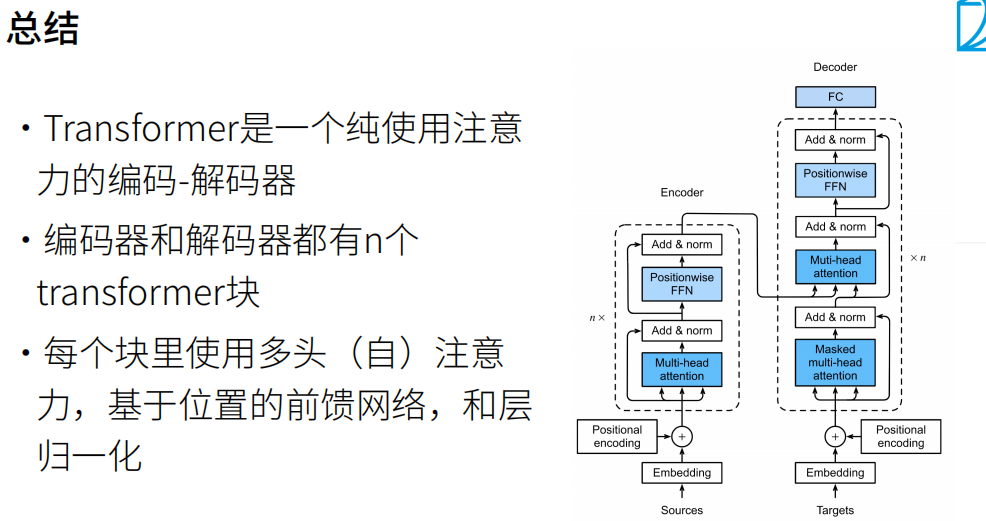 总结
• Transformer是一个纯使用注意
力的编码-解码器
• 编码器和解码器都有n个
transformer块
• 每个块里使用多头（自）注意
力，基于位置的前馈网络，和层
归一化
Encoder
Add & norm
Positionwise
FFN
n ×
Add & norm
Multi-head
attention
Positional
encoding
+
Embedding
Sources
Decoder
FC
Add & norm
Positionwise
FFN
Add & norm
Muti-head
attention
× n
Add & norm
Masked
multi-head
attention
+
Positional
encoding
Embedding
Targets